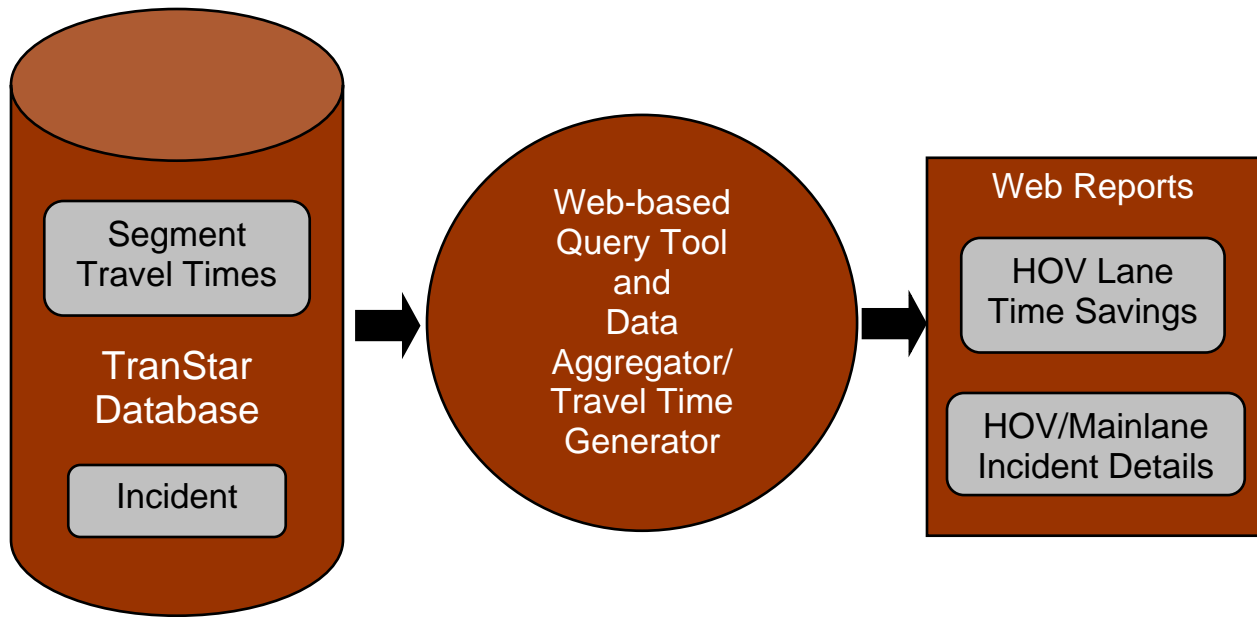 Segment
Travel Times
TranStar
Database
Incident
Web-based
Query Tool
and
Data
Aggregator/
Travel Time
Generator
Web Reports
HOV Lane
Time Savings
HOV/Mainlane
Incident Details